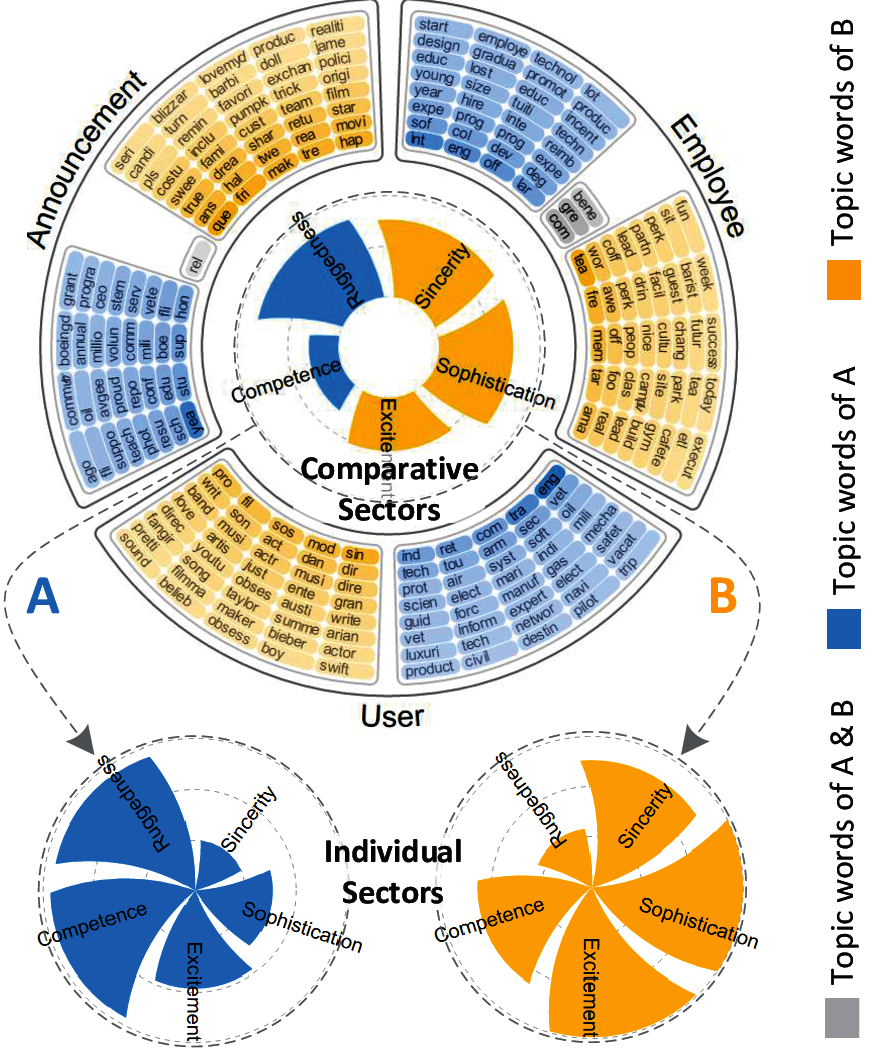 Announcement
seri blizzar lovemyd produc realiti
candi turn barbi doll jame
pls remin favori exchan polici
costu inclu pumpk trick origi
swee fami cust team film
true drea shar retu star
ans hal twe rea movi
que fri mak tre hap
rel
grant boeingd commun ago
progra annual oil fli
ceo millio avgee suppo
stem volun proud teach
serv comm repo phot
vete mili conf resu
fli boe edu sch
hon sup stu yea
Employee
start employe technol lot
design gradua promot produc
educ lost educ incent
young size tuiti techn
year hire inte reimb
expe prog prog expe
sof col dev deg
int eng off lar
bene
gre
com
fun week success today execut
barist futur tea ell
perk guest chang park cafete
partn facil cultu site gym
lead drin nice camp build
coff perk peop clas lead
wor awe off foo real
tea fre mem tar ama
Ruggedness
Sincerity
Sophistication
Excitement
Competence
Comparative
Sectors
pro fil sos mod sin
writ son act dan dir
band musi actr musi dire
love artis just ente gran
direc youtu obses austi write
fangir song taylor summe arian
pretti filmma maker bieber actor
sound belieb obsess boy swift
ind ret com tra eng
tech tou arm sec vet
prot air syst soft oil
scien elect mari indi mili
guid forc manuf gas mecha
vet inform expert elect safet
luxuri tech networ navi vacat
product civil destin pilot trip
User
A
B
Ruggedness
Sincerity
Sophistication
Excitement
Competence
Individual
Sectors
Ruggedness
Sincerity
Sophistication
Excitement
Competence
Topic words of B
Topic words of A
Topic words of A & B